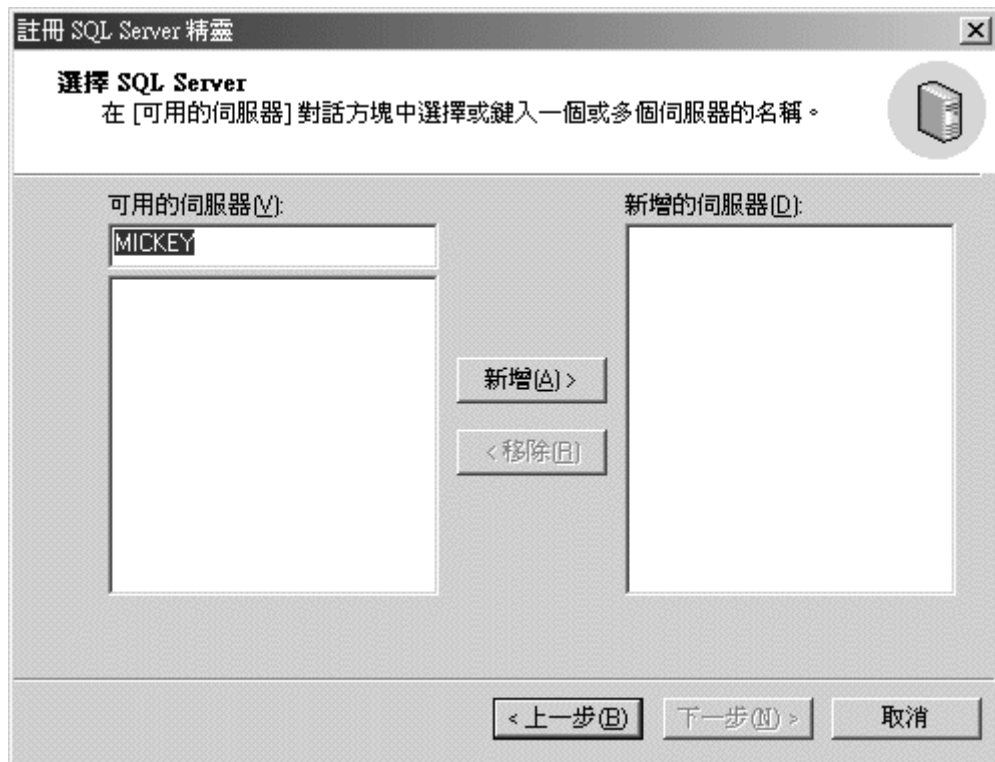 註冊 SQL Server 精靈
選擇 SQL Server
在 [可用的伺服器] 對話方塊中選擇或鍵入一個或多個伺服器的名稱。
可用的伺服器(V):
新增的伺服器(D):
MICKEY
新增(A) >
< 移除(R)
< 上一步(B)
下一步(N) >
取消